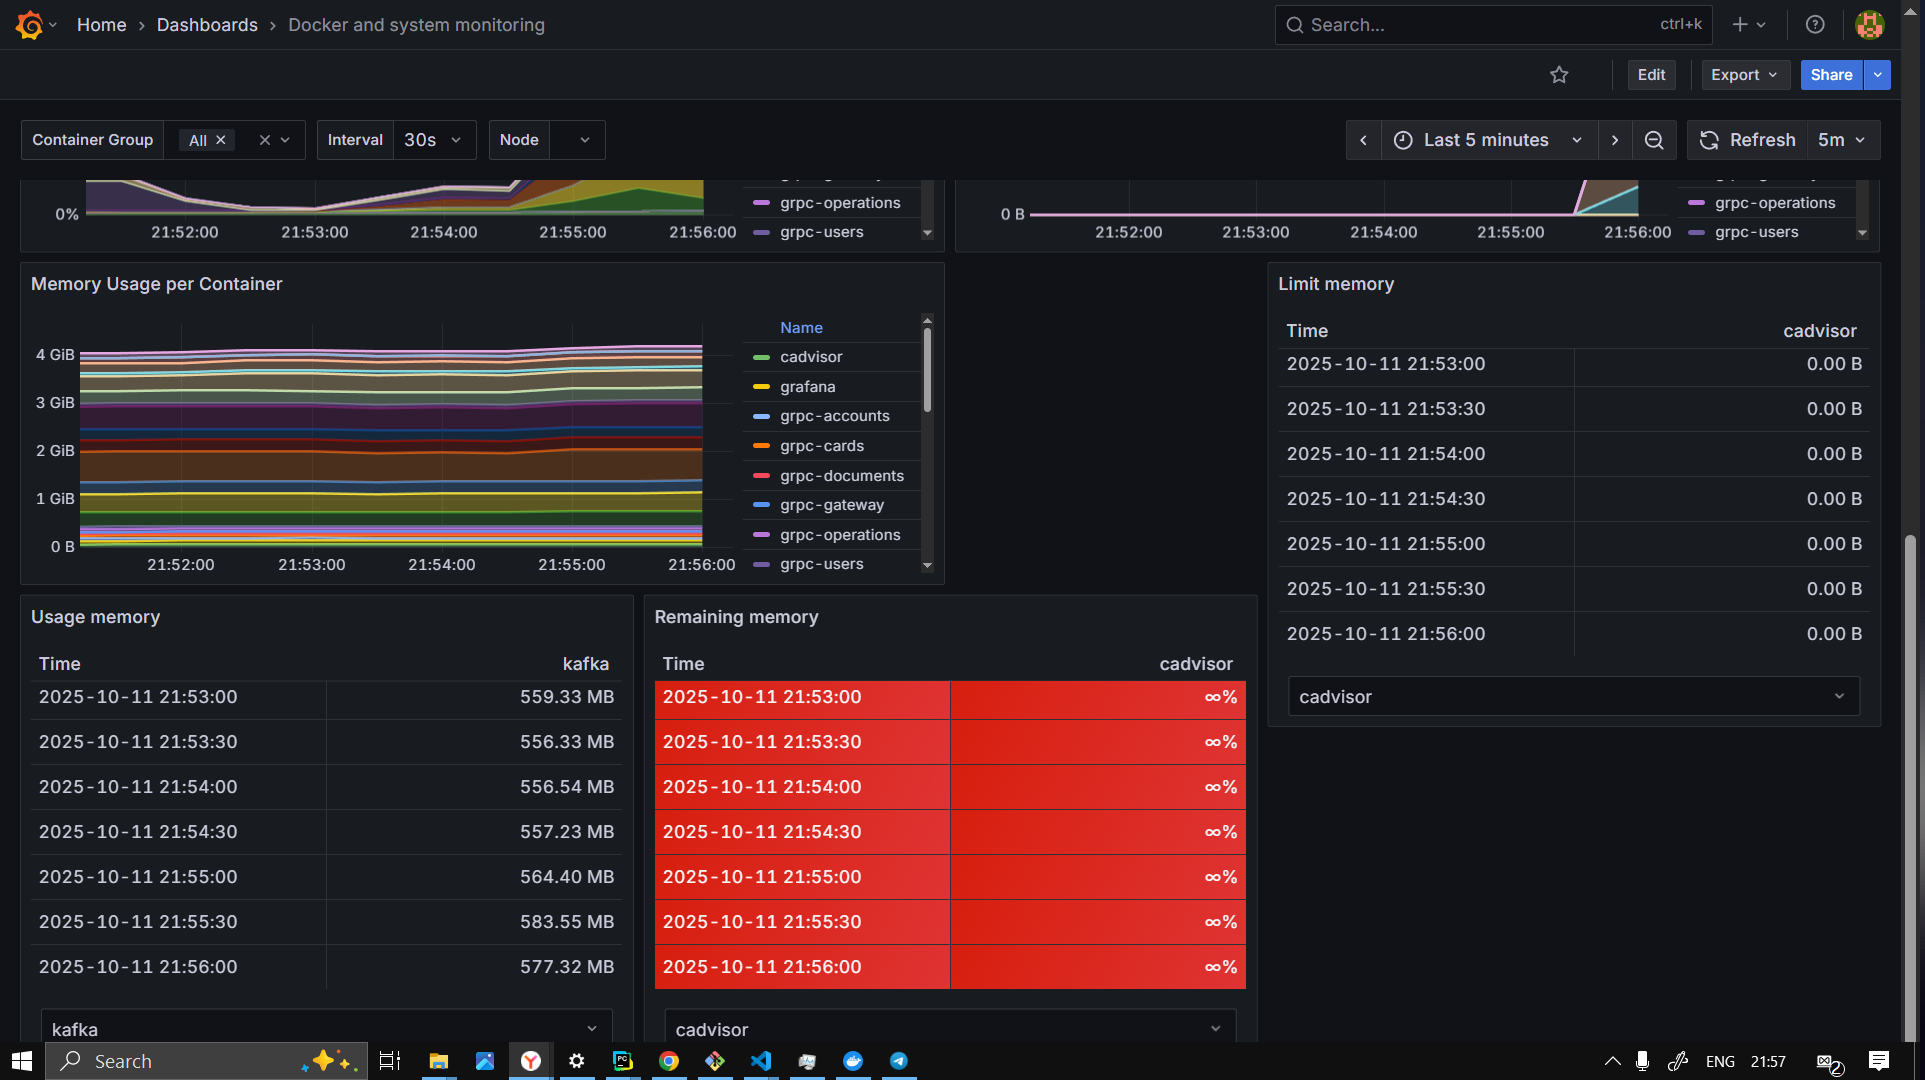 Home › Dashboards › Docker and system monitoring
Search...
ctrl+k
Edit
Export
Share
Container Group
All
Interval
30s
Node
Last 5 minutes
Refresh
5m
0%
21:52:00
21:53:00
21:54:00
21:55:00
21:56:00
grpc-operations
grpc-users
0 B
21:52:00
21:53:00
21:54:00
21:55:00
21:56:00
grpc-operations
grpc-users
Memory Usage per Container
4 GiB
3 GiB
2 GiB
1 GiB
0 B
21:52:00
21:53:00
21:54:00
21:55:00
21:56:00
Name
cadvisor
grafana
grpc-accounts
grpc-cards
grpc-documents
grpc-gateway
grpc-operations
grpc-users
Limit memory
Time cadvisor
2025-10-11 21:53:00 0.00 B
2025-10-11 21:53:30 0.00 B
2025-10-11 21:54:00 0.00 B
2025-10-11 21:54:30 0.00 B
2025-10-11 21:55:00 0.00 B
2025-10-11 21:55:30 0.00 B
2025-10-11 21:56:00 0.00 B
cadvisor
Usage memory
Time kafka
2025-10-11 21:53:00 559.33 MB
2025-10-11 21:53:30 556.33 MB
2025-10-11 21:54:00 556.54 MB
2025-10-11 21:54:30 557.23 MB
2025-10-11 21:55:00 564.40 MB
2025-10-11 21:55:30 583.55 MB
2025-10-11 21:56:00 577.32 MB
kafka
Remaining memory
Time cadvisor
2025-10-11 21:53:00 ∞%
2025-10-11 21:53:30 ∞%
2025-10-11 21:54:00 ∞%
2025-10-11 21:54:30 ∞%
2025-10-11 21:55:00 ∞%
2025-10-11 21:55:30 ∞%
2025-10-11 21:56:00 ∞%
cadvisor
Search
ENG
21:57
2